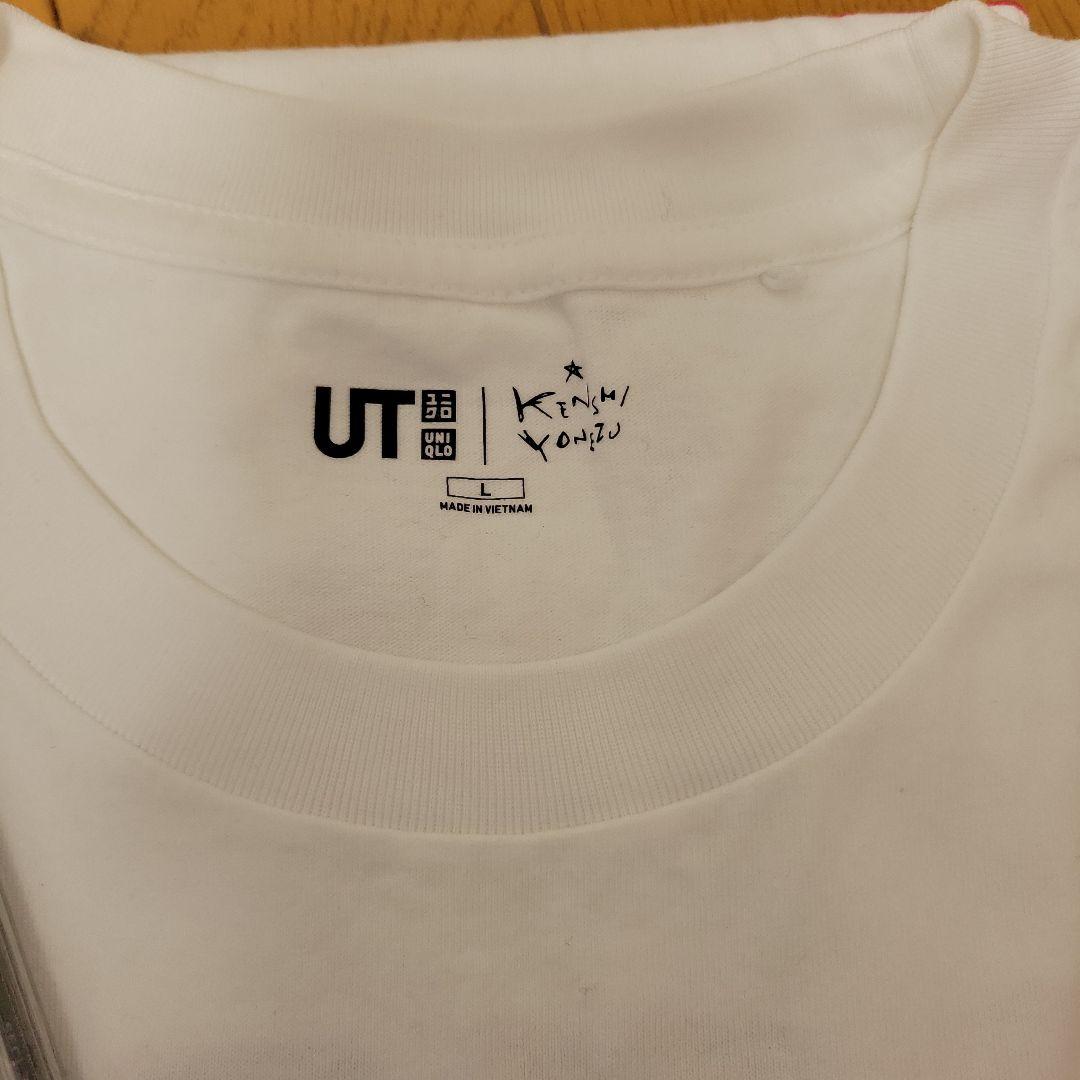 UT ユニクロ UNIQLO | KENSHI YONEZU
L
MADE IN VIETNAM